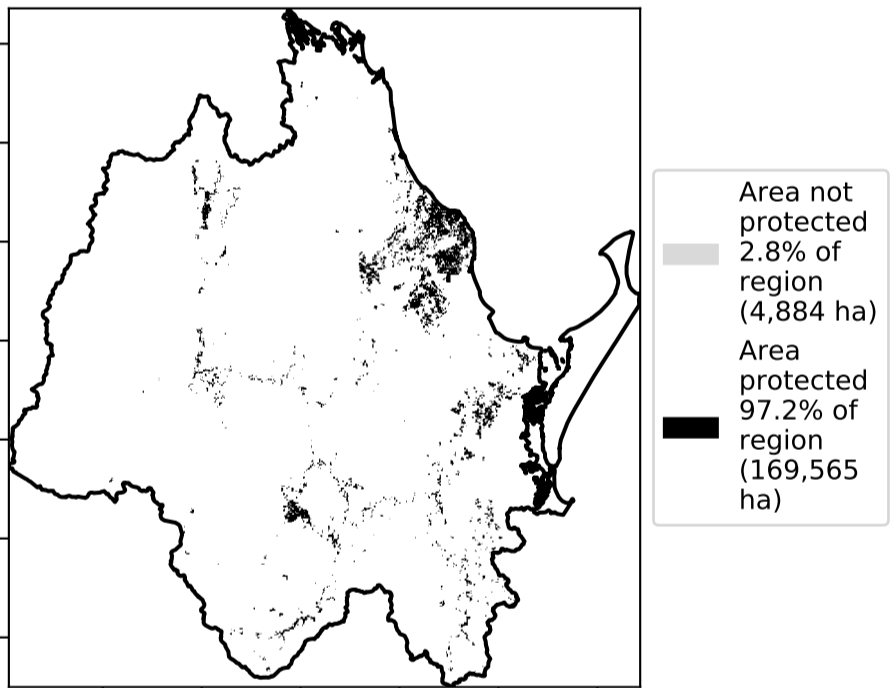 Area not
protected
2.8% of
region
(4,884 ha)
Area
protected
97.2% of
region
(169,565
ha)